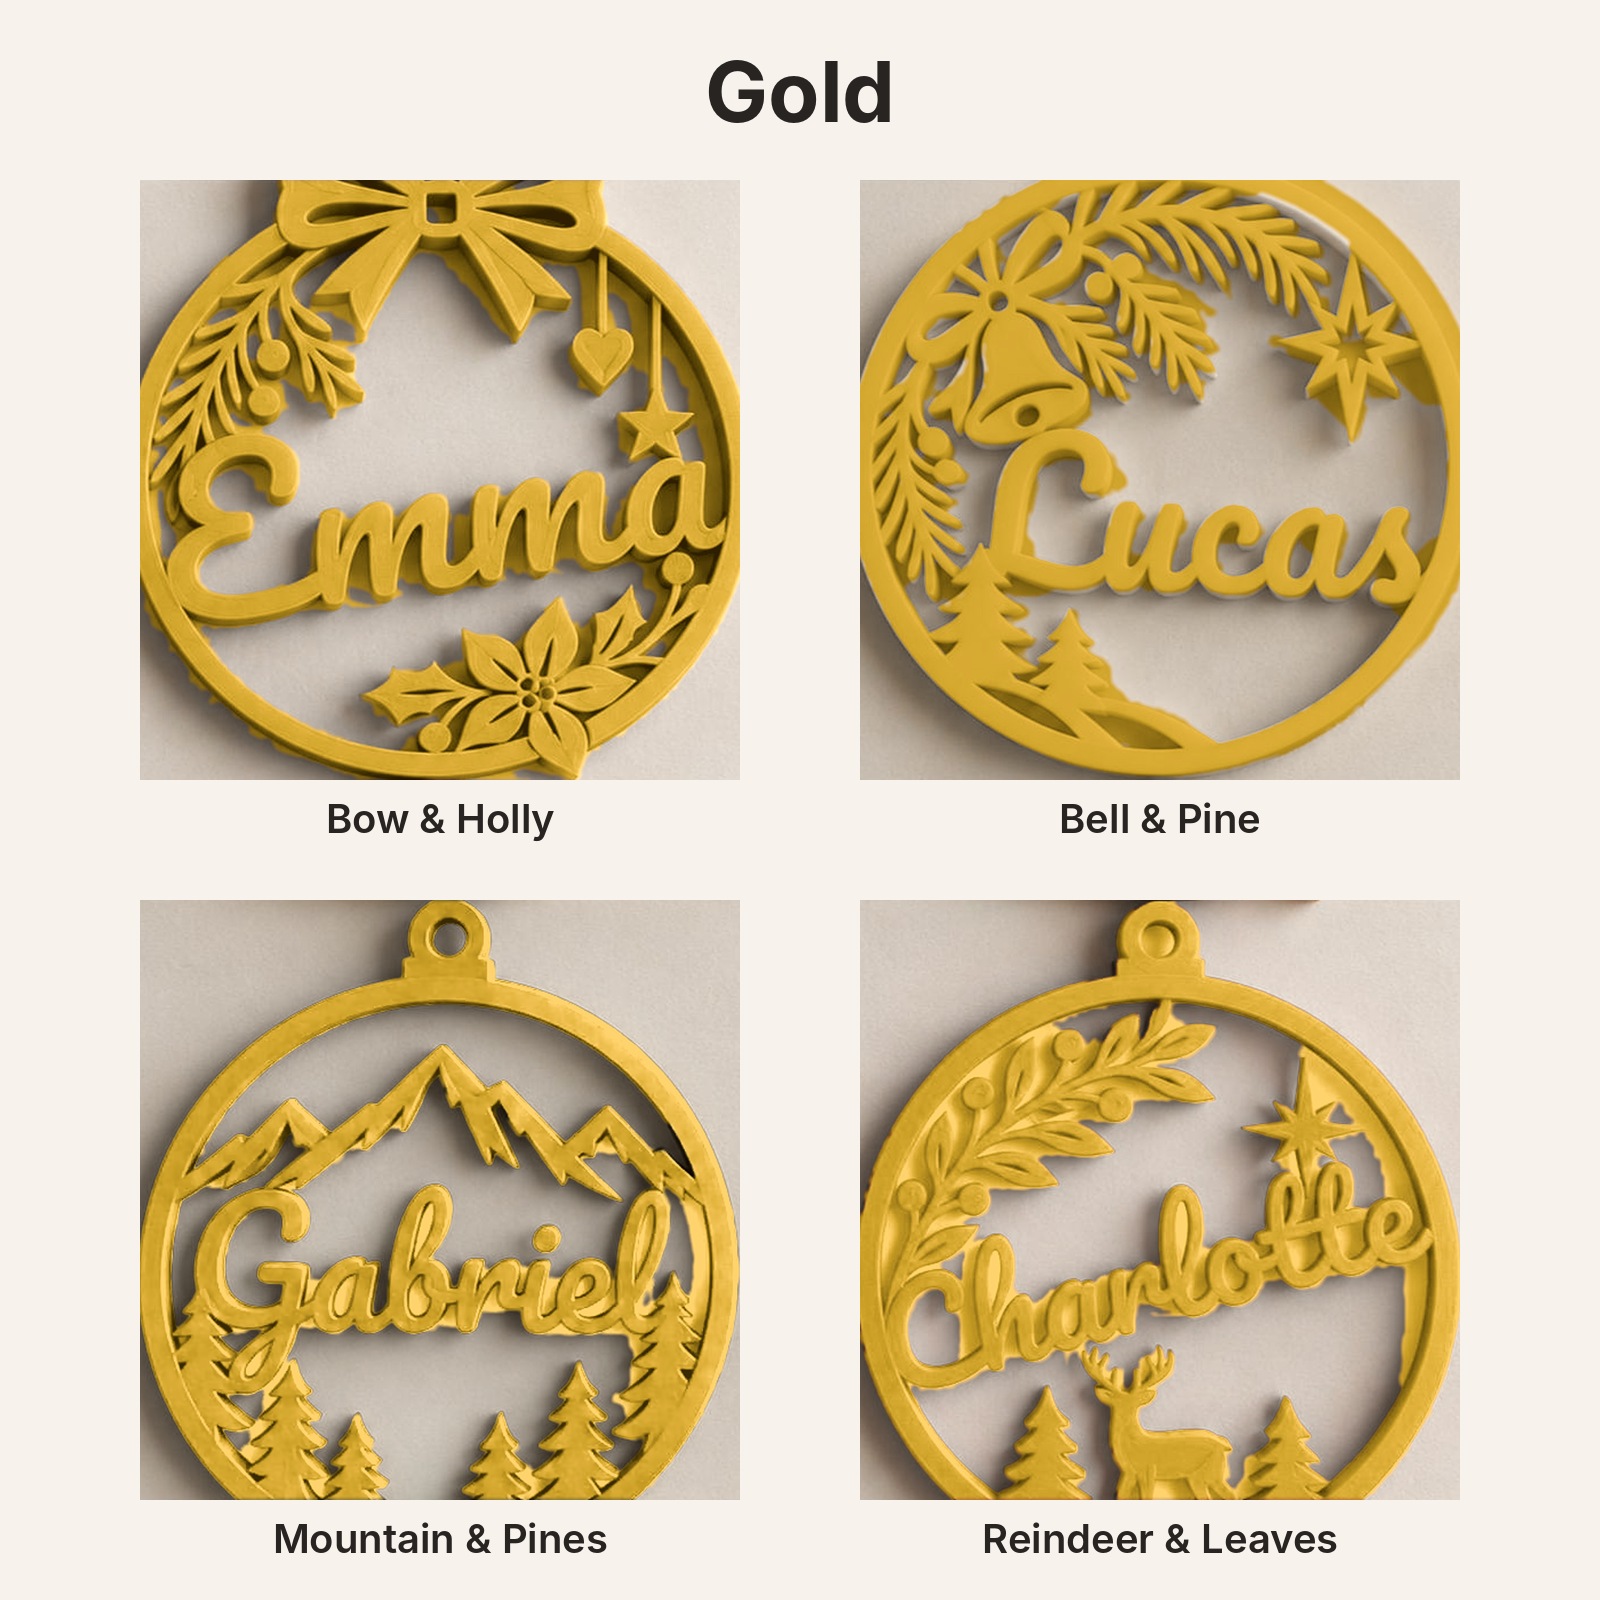 Gold
Emma
Lucas
Bow & Holly
Bell & Pine
Gabriel
Charlotte
Mountain & Pines
Reindeer & Leaves